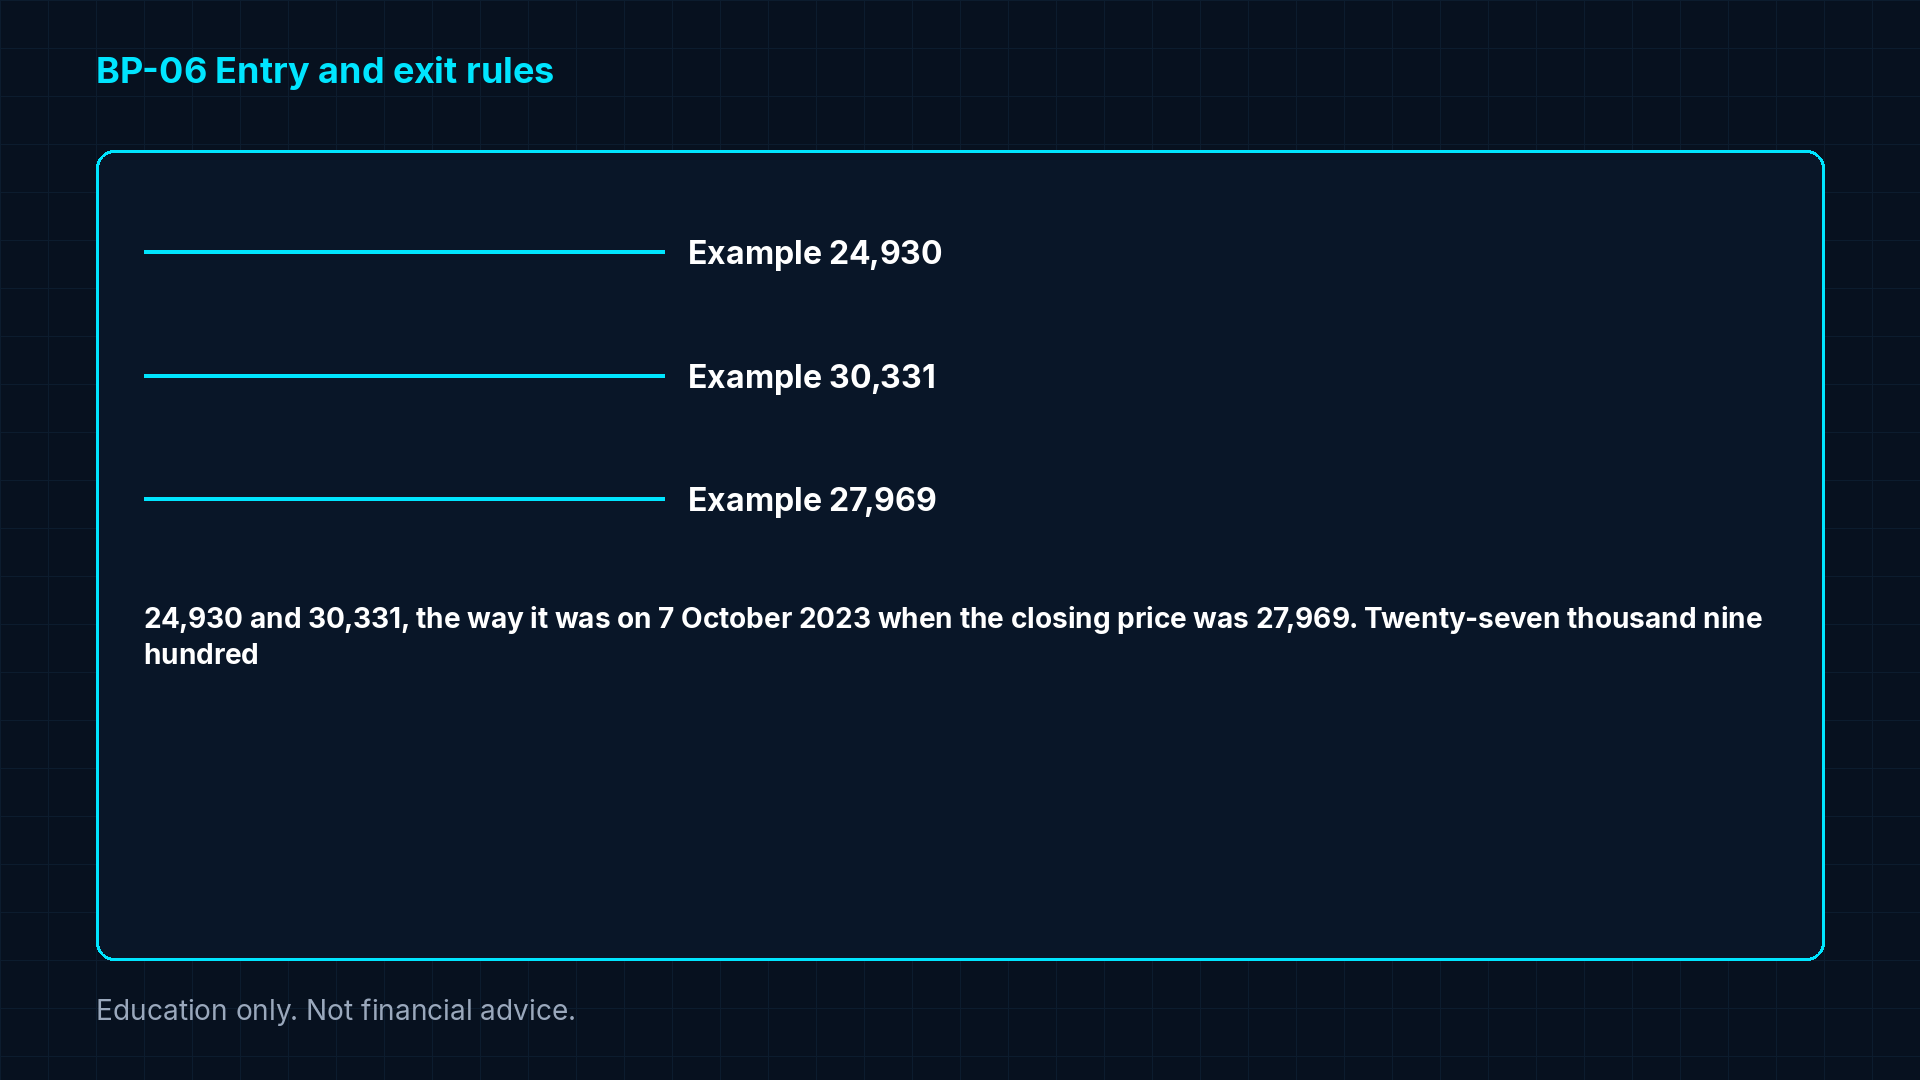 BP-06 Entry and exit rules
Example 24,930
Example 30,331
Example 27,969
24,930 and 30,331, the way it was on 7 October 2023 when the closing price was 27,969. Twenty-seven thousand nine
hundred
Education only. Not financial advice.